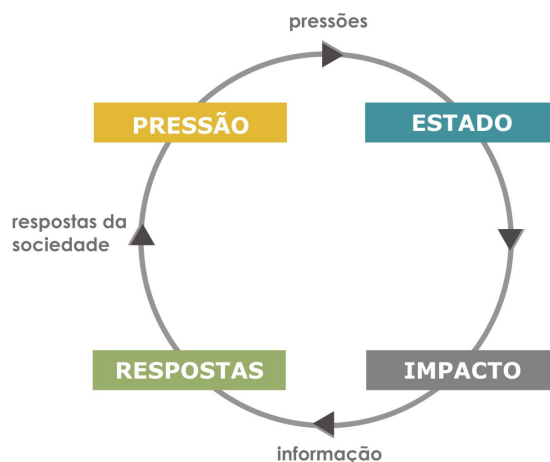 pressões
PRESSÃO
ESTADO
respostas da
sociedade
RESPOSTAS
IMPACTO
informação